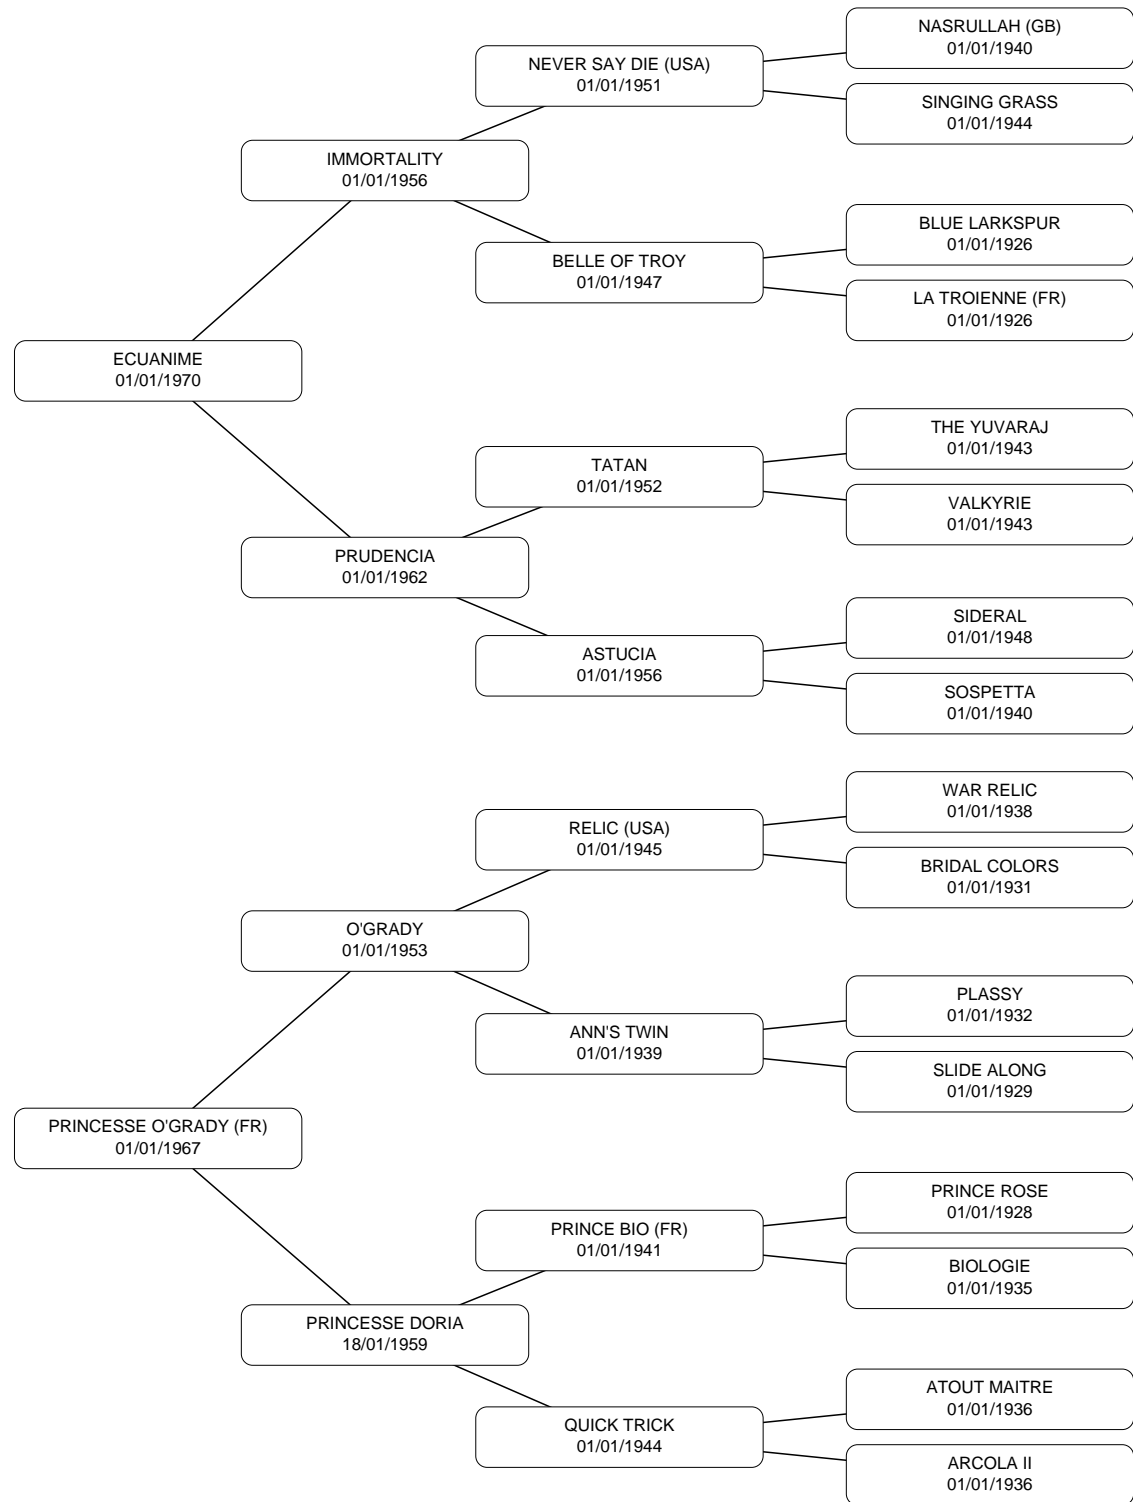 NASRULLAH (GB)
01/01/1940
NEVER SAY DIE (USA)
01/01/1951
SINGING GRASS
01/01/1944
IMMORTALITY
01/01/1956
BLUE LARKSPUR
01/01/1926
BELLE OF TROY
01/01/1947
LA TROIENNE (FR)
01/01/1926
ECUANIME
01/01/1970
THE YUVARAJ
01/01/1943
TATAN
01/01/1952
VALKYRIE
01/01/1943
PRUDENCIA
01/01/1962
SIDERAL
01/01/1948
ASTUCIA
01/01/1956
SOSPETTA
01/01/1940
WAR RELIC
01/01/1938
RELIC (USA)
01/01/1945
BRIDAL COLORS
01/01/1931
O'GRADY
01/01/1953
PLASSY
01/01/1932
ANN'S TWIN
01/01/1939
SLIDE ALONG
01/01/1929
PRINCESSE O'GRADY (FR)
01/01/1967
PRINCE ROSE
01/01/1928
PRINCE BIO (FR)
01/01/1941
BIOLOGIE
01/01/1935
PRINCESSE DORIA
18/01/1959
ATOUT MAITRE
01/01/1936
QUICK TRICK
01/01/1944
ARCOLA II
01/01/1936